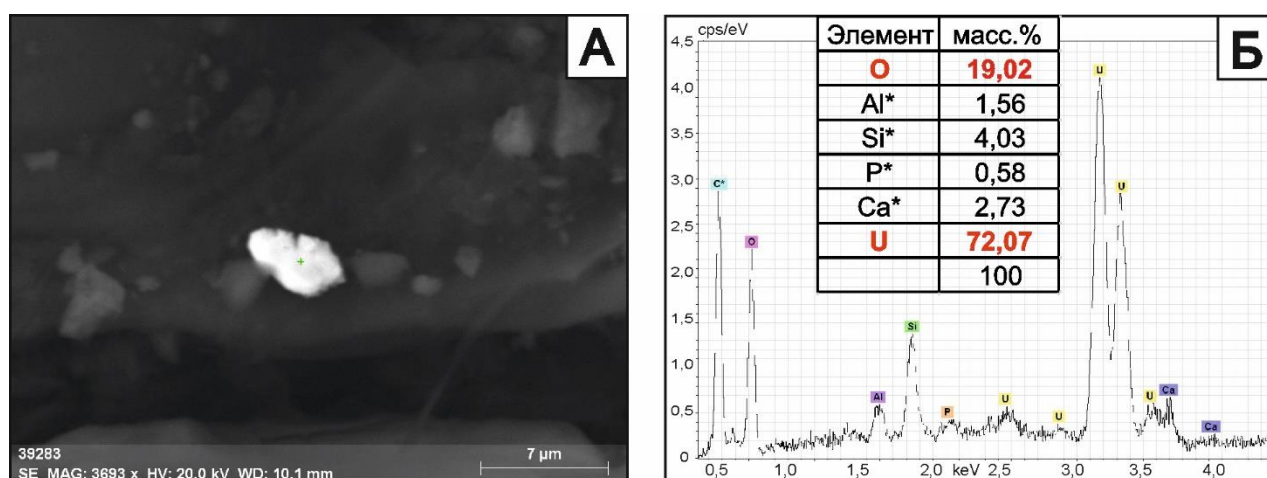 А
39283
SE MAG: 3693 x HV: 20.0 kV WD: 10.1 mm
7 µm
Б
cps/eV
Элемент масс.%
O 19,02
Al* 1,56
Si* 4,03
P* 0,58
Ca* 2,73
U 72,07
100
4,5
4,0
3,5
3,0
2,5
2,0
1,5
1,0
0,5
0
C*
O
Al
Si
P
U
U
U
U
U
Ca
Ca
0,5 1,0 1,5 2,0 keV 2,5 3,0 3,5 4,0